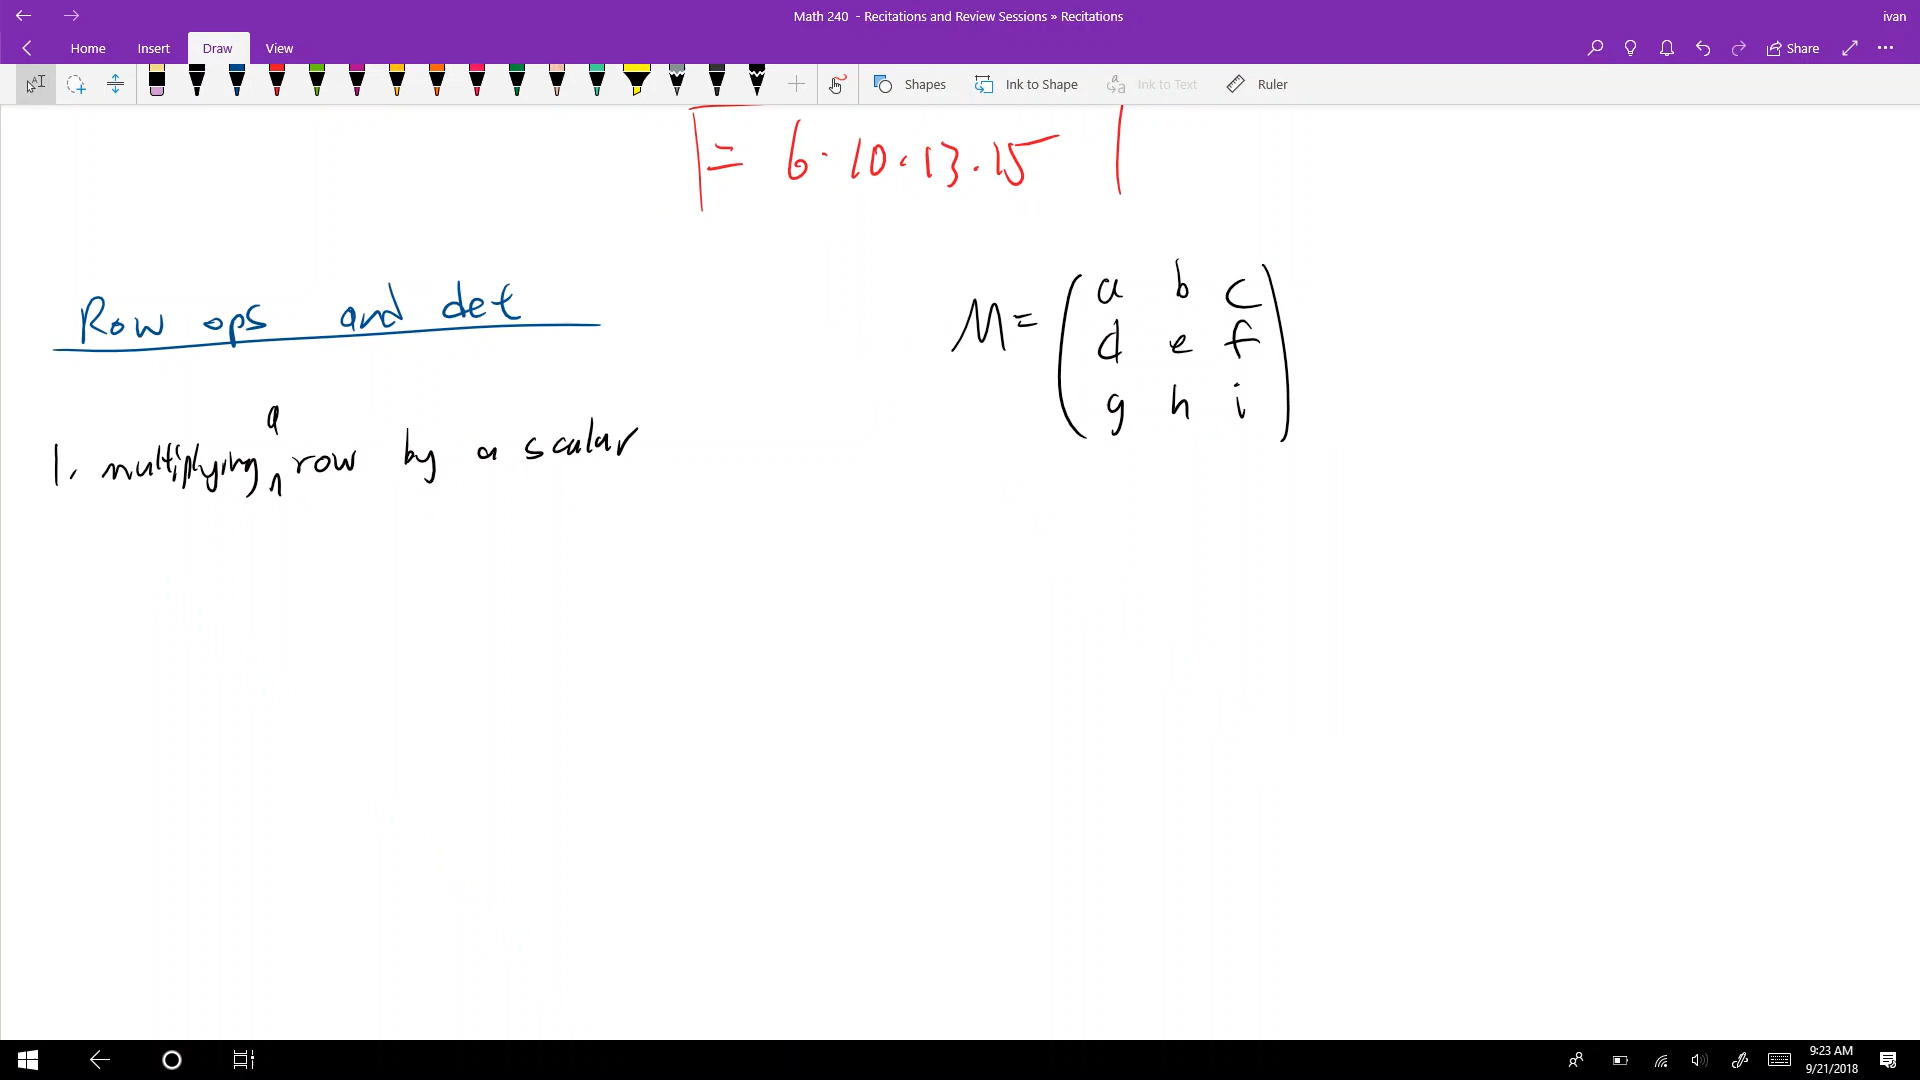 Math 240 - Recitations and Review Sessions » Recitations
ivan
Home Insert Draw View
Share
Shapes Ink to Shape Ink to Text Ruler
= 6·10·13·15
Row ops and det
M = ( a b c
d e f
g h i )
1. multiplying a row by a scalar
9:23 AM
9/21/2018